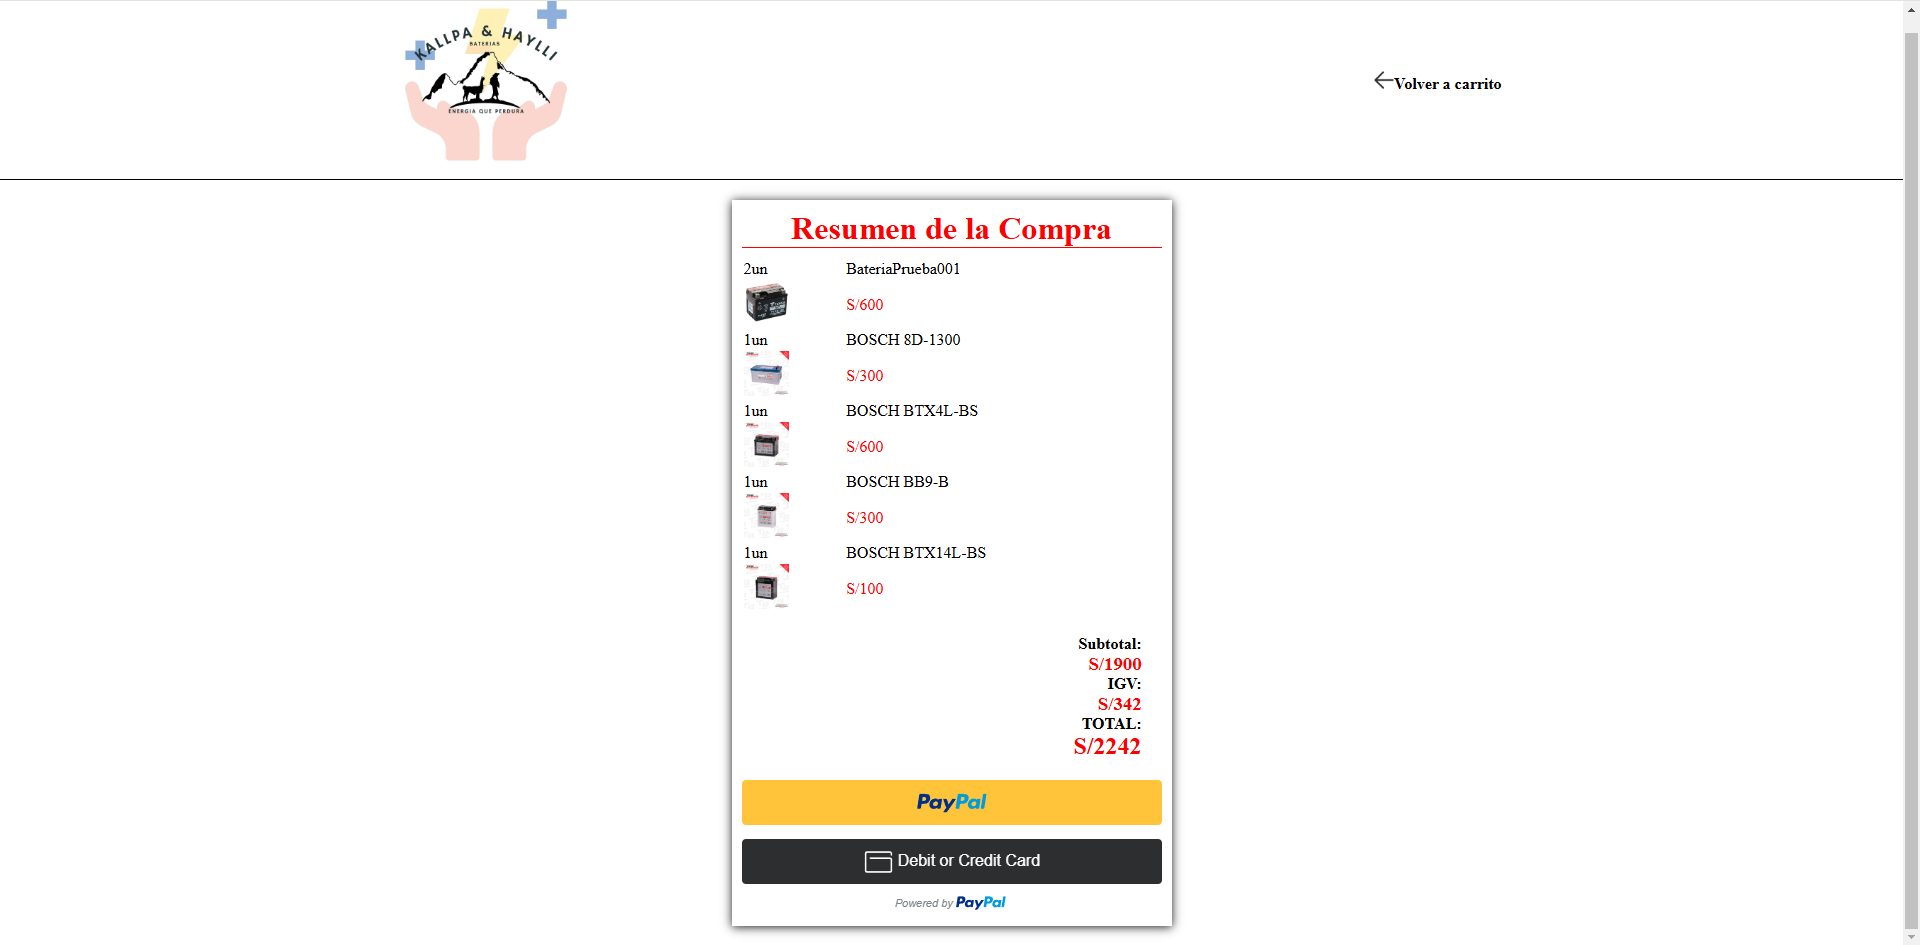 KALLPA & HAYLLI
BATERIAS
ENERGIA QUE PERDURA
Volver a carrito
Resumen de la Compra
2un BateriaPrueba001
S/600
1un BOSCH 8D-1300
S/300
1un BOSCH BTX4L-BS
S/600
1un BOSCH BB9-B
S/300
1un BOSCH BTX14L-BS
S/100
Subtotal:
S/1900
IGV:
S/342
TOTAL:
S/2242
PayPal
Debit or Credit Card
Powered by PayPal